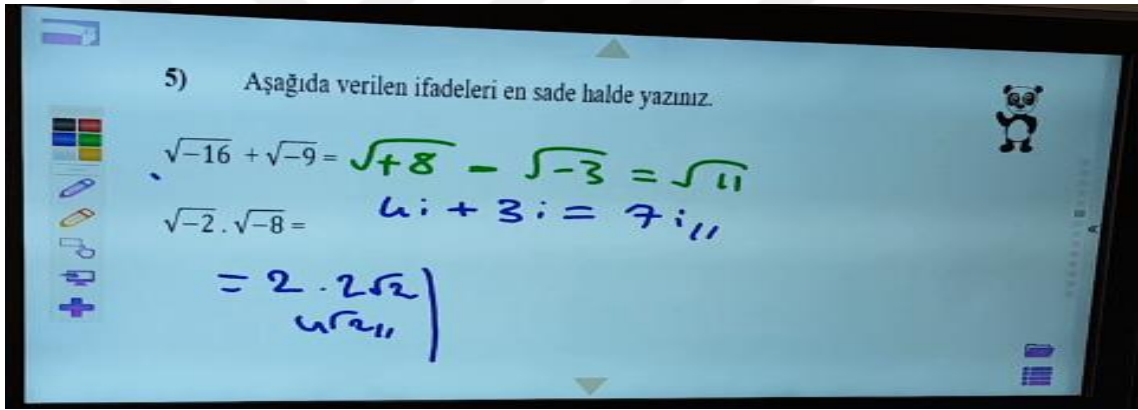 5) Aşağıda verilen ifadeleri en sade halde yazınız.
√-16 + √-9 = √+8 - √-3 = √11
4i + 3i = 7i//
√-2 . √-8 =
= 2 . 2√2
4√2//